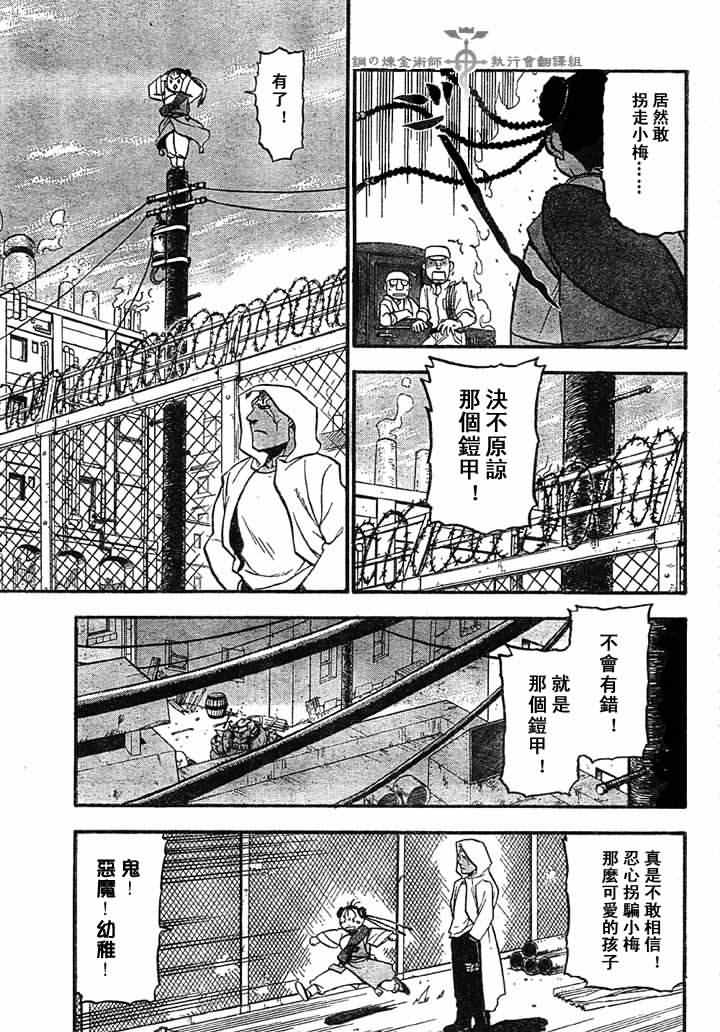 鋼の煉金術師 執行會翻譯組
居然敢
拐走小梅……
有了！
決不原諒
那個鎧甲！
不會有錯！
就是
那個鎧甲！
真是不敢相信！
忍心拐騙小梅
那麼可愛的孩子
鬼！
惡魔！幼稚！